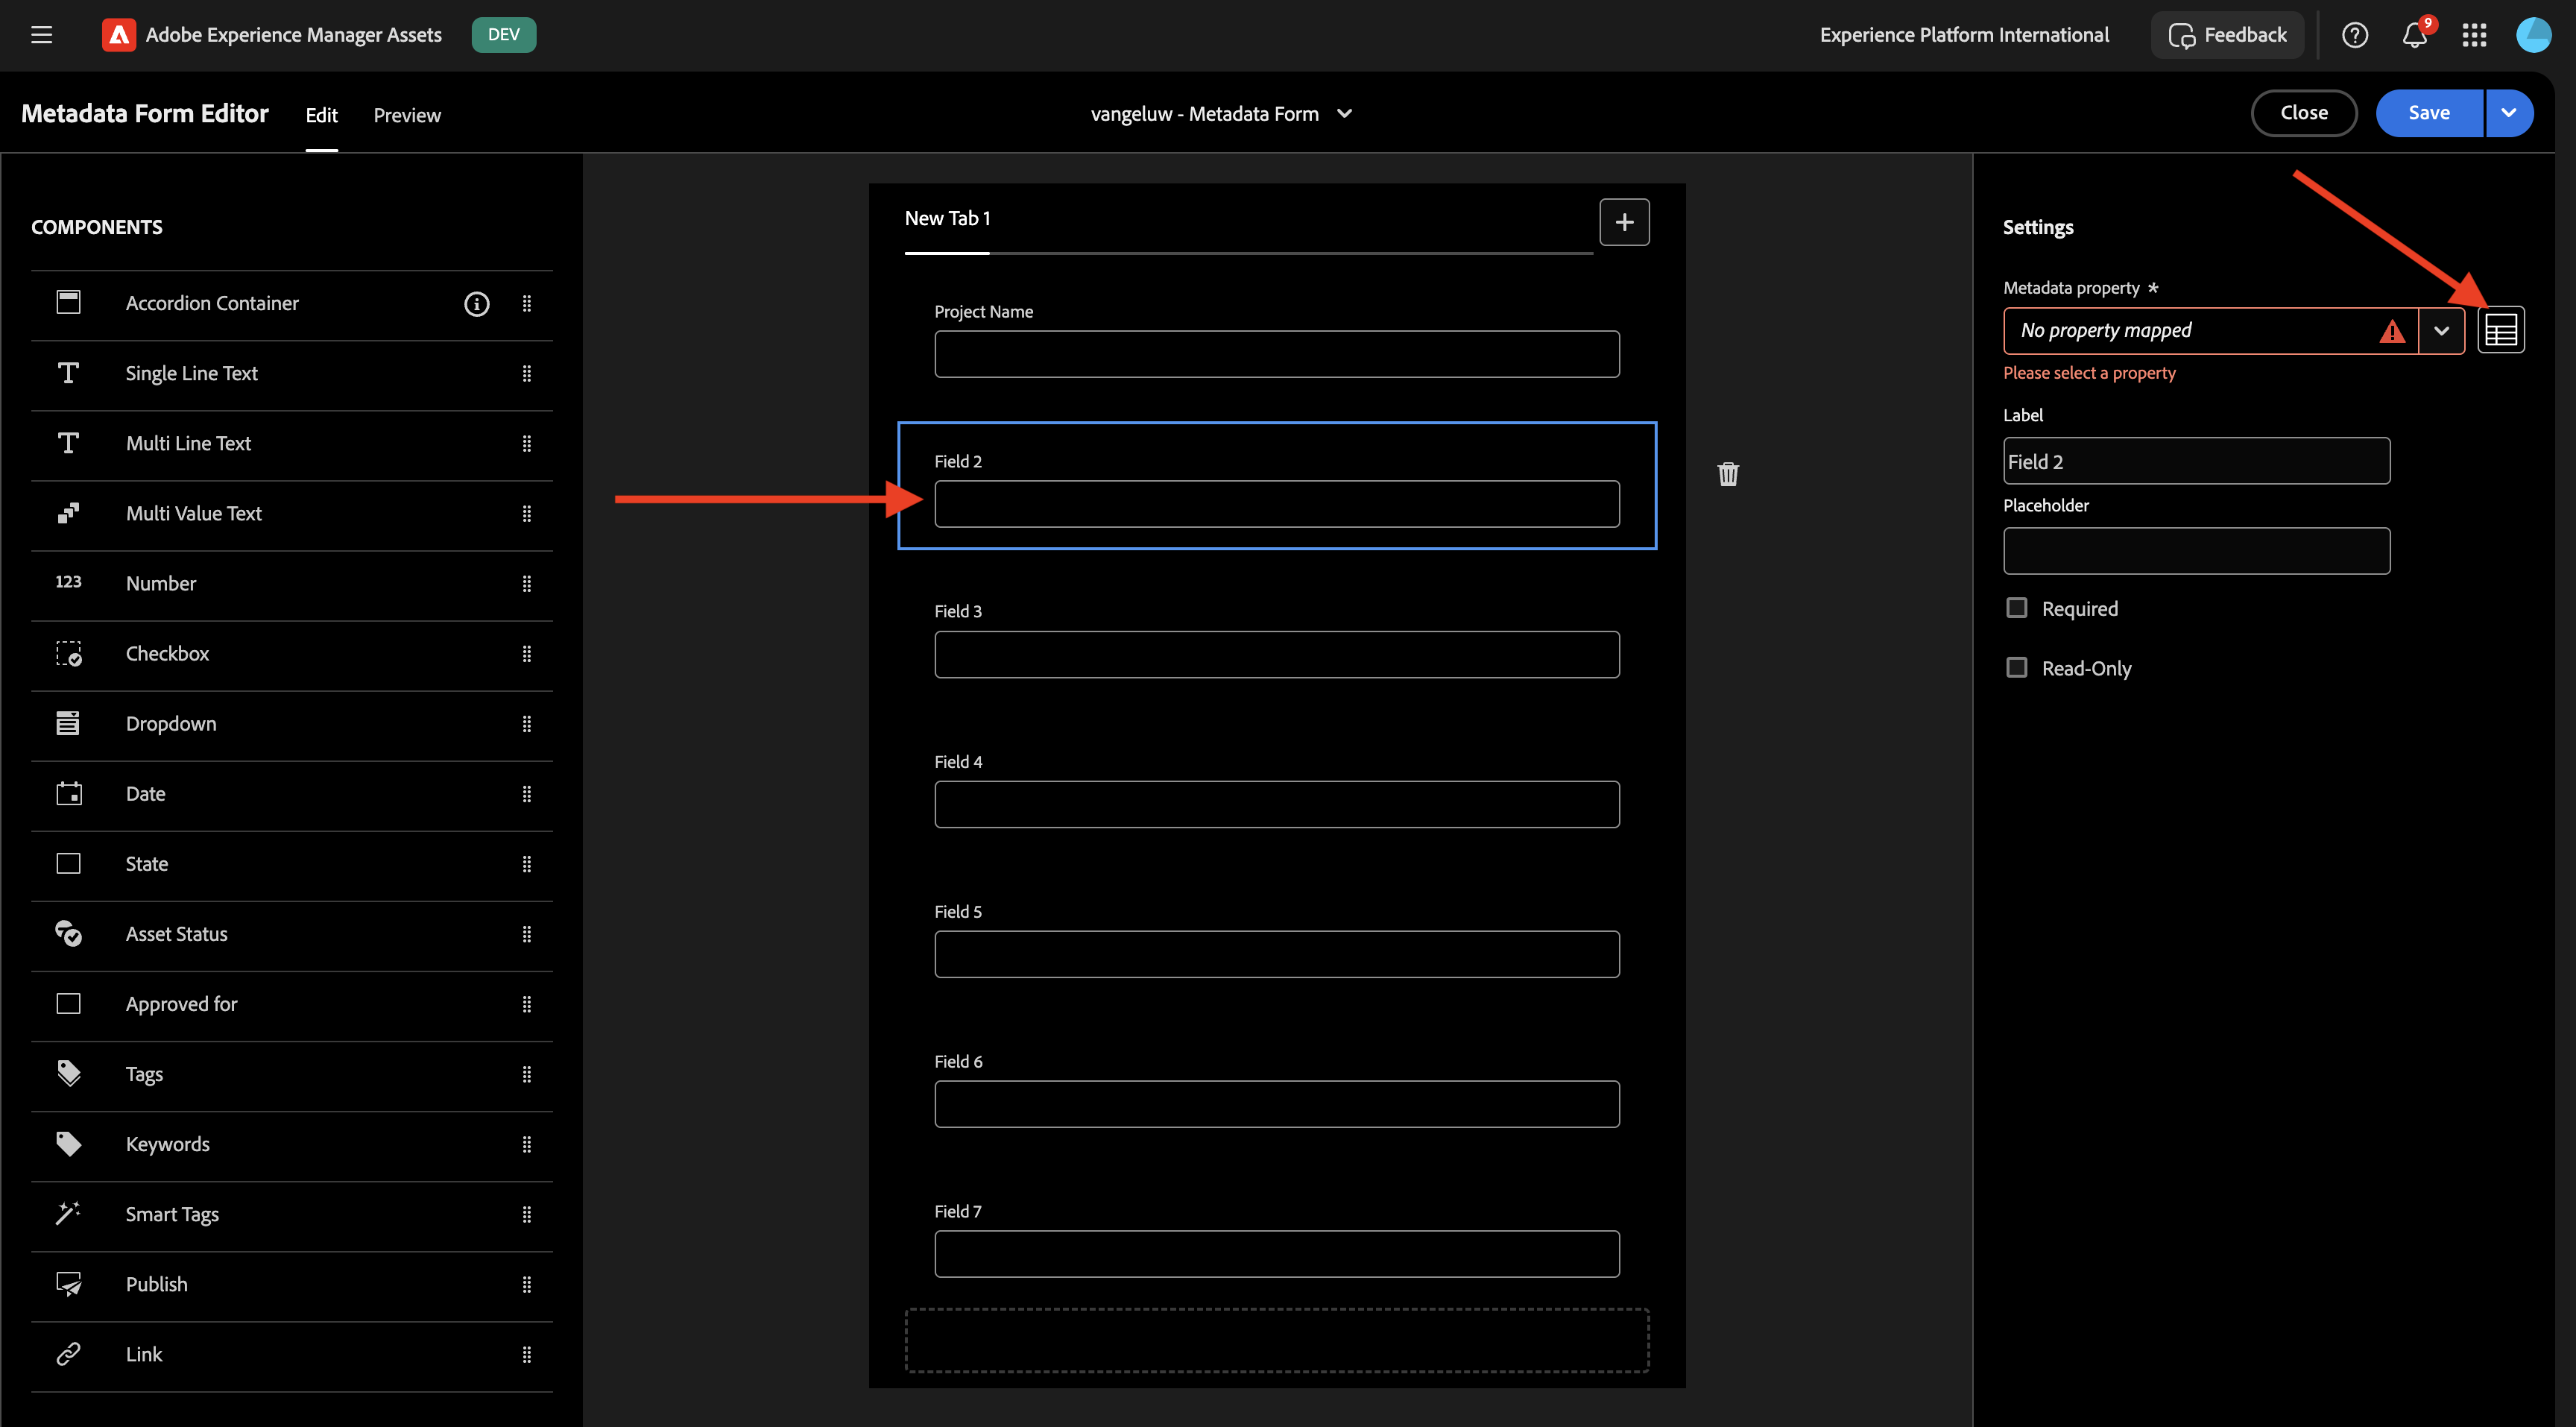 Adobe Experience Manager Assets
DEV
Experience Platform International
Feedback
9
Metadata Form Editor
Edit
Preview
vangeluw - Metadata Form
Close
Save
COMPONENTS
Accordion Container
Single Line Text
Multi Line Text
Multi Value Text
123
Number
Checkbox
Dropdown
Date
State
Asset Status
Approved for
Tags
Keywords
Smart Tags
Publish
Link
New Tab 1
Project Name
Field 2
Field 3
Field 4
Field 5
Field 6
Field 7
Settings
Metadata property *
No property mapped
Please select a property
Label
Field 2
Placeholder
Required
Read-Only